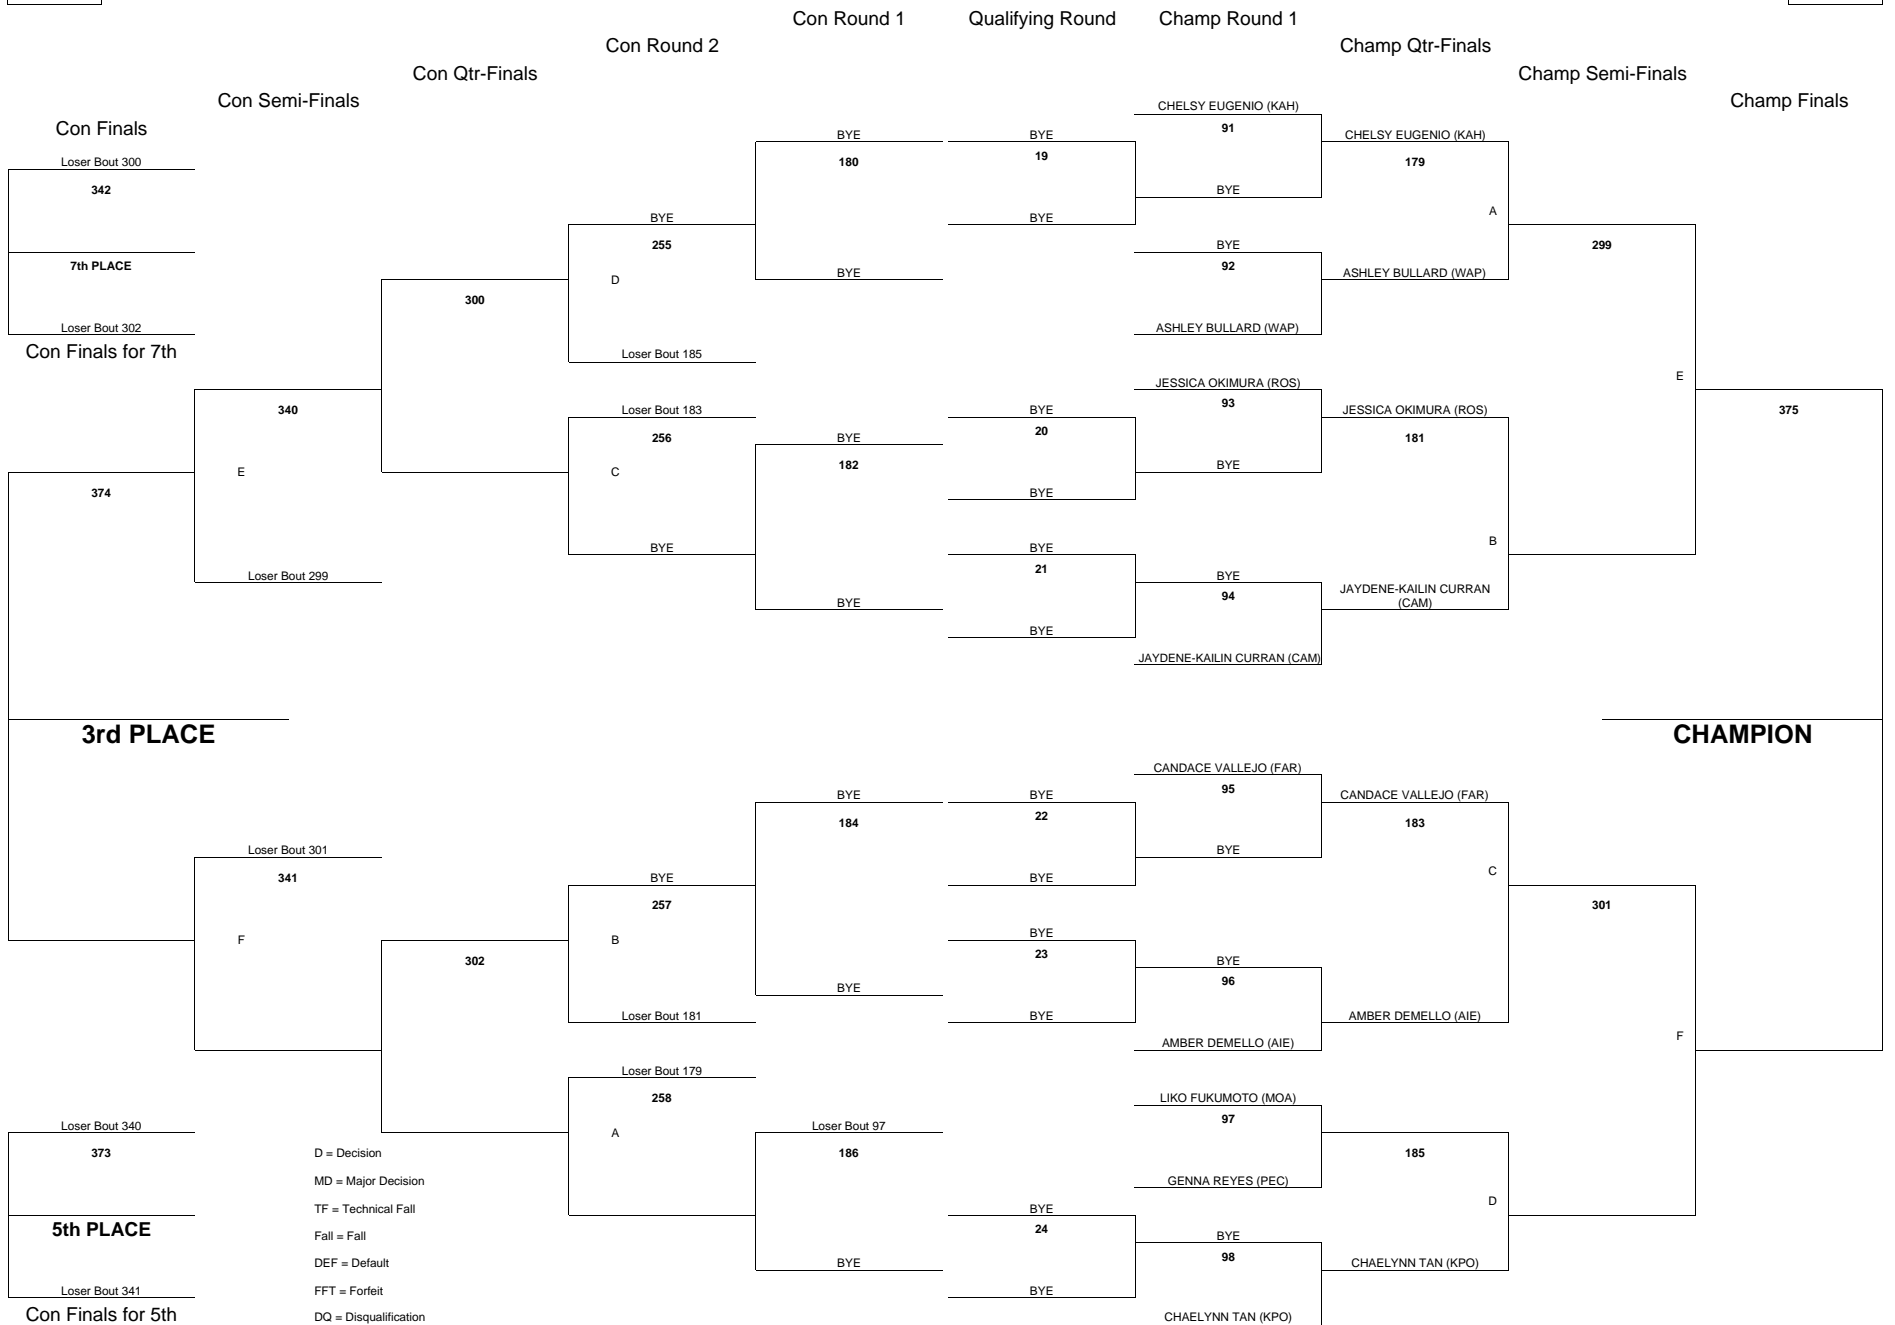 Con Round 1
Qualifying Round
Champ Round 1
Con Round 2
Champ Qtr-Finals
Con Qtr-Finals
Champ Semi-Finals
Con Semi-Finals
Champ Finals
Con Finals
CHELSY EUGENIO (KAH)
91
BYE
BYE
CHELSY EUGENIO (KAH)
Loser Bout 300
180
19
179
342
BYE
BYE
BYE
A
255
BYE
299
7th PLACE
D
BYE
92
ASHLEY BULLARD (WAP)
300
Loser Bout 302
ASHLEY BULLARD (WAP)
Con Finals for 7th
Loser Bout 185
E
JESSICA OKIMURA (ROS)
340
Loser Bout 183
BYE
93
JESSICA OKIMURA (ROS)
375
256
BYE
20
181
E
C
182
BYE
374
BYE
BYE
BYE
B
Loser Bout 299
21
BYE
94
JAYDENE-KAILIN CURRAN
(CAM)
BYE
BYE
JAYDENE-KAILIN CURRAN (CAM)
3rd PLACE
CHAMPION
CANDACE VALLEJO (FAR)
95
BYE
BYE
CANDACE VALLEJO (FAR)
184
22
183
Loser Bout 301
BYE
341
BYE
BYE
C
257
301
F
B
BYE
302
23
BYE
96
BYE
Loser Bout 181
BYE
AMBER DEMELLO (AIE)
AMBER DEMELLO (AIE)
F
Loser Bout 179
258
LIKO FUKUMOTO (MOA)
Loser Bout 340
A
Loser Bout 97
97
373
D = Decision
186
185
MD = Major Decision
GENNA REYES (PEC)
TF = Technical Fall
BYE
D
5th PLACE
Fall = Fall
24
BYE
98
DEF = Default
BYE
CHAELYNN TAN (KPO)
Loser Bout 341
FFT = Forfeit
BYE
Con Finals for 5th
DQ = Disqualification
CHAELYNN TAN (KPO)